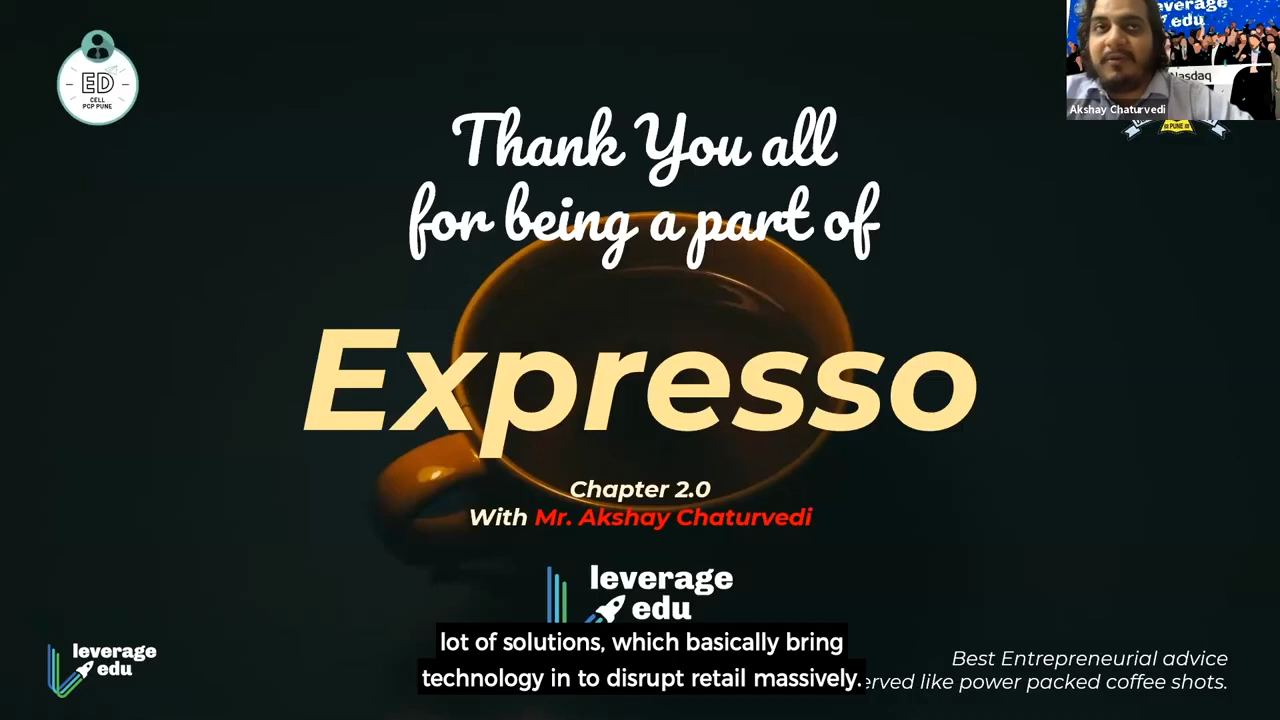 ED
CELL
PCP PUNE
leverage
edu
Nasdaq
Akshay Chaturvedi
PUNE
Thank You all
for being a part of
Expresso
Chapter 2.0
With Mr. Akshay Chaturvedi
leverage
edu
lot of solutions, which basically bring
technology in to disrupt retail massively.
leverage
edu
Best Entrepreneurial advice
erved like power packed coffee shots.